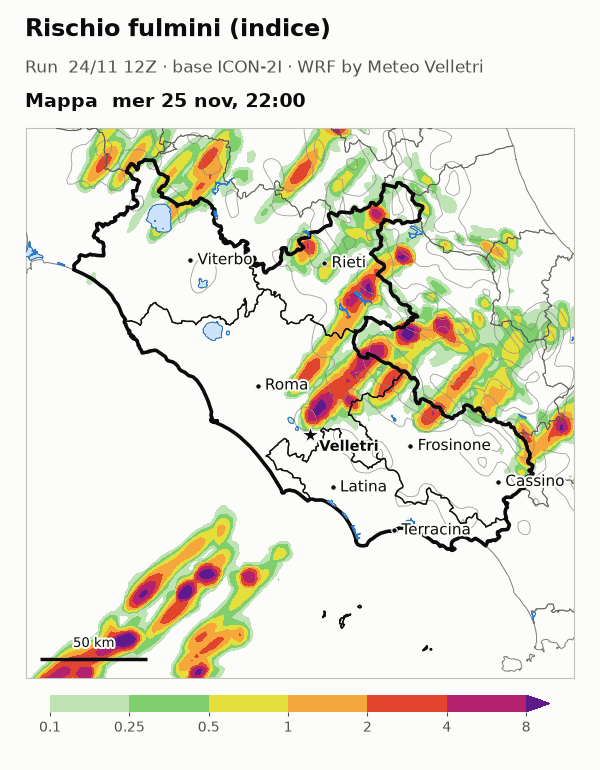 Rischio fulmini (indice)
Run 24/11 12Z · base ICON-2I · WRF by Meteo Velletri
Mappa mer 25 nov, 22:00
Viterbo
Rieti
Roma
Velletri
Frosinone
Cassino
Latina
Terracina
50 km
0.1 0.25 0.5 1 2 4 8